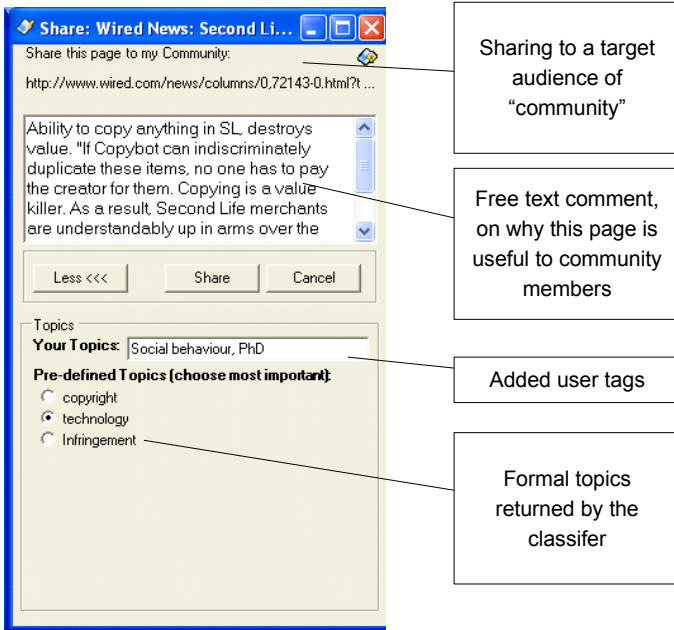 Share: Wired News: Second Li...
Share this page to my Community:
http://www.wired.com/news/columns/0,72143-0.html?t ...
Ability to copy anything in SL, destroys
value. "If Copybot can indiscriminately
duplicate these items, no one has to pay
the creator for them. Copying is a value
killer. As a result, Second Life merchants
are understandably up in arms over the
Less <<<
Share
Cancel
Topics
Your Topics: Social behaviour, PhD
Pre-defined Topics (choose most important):
copyright
technology
Infringement
Sharing to a target
audience of
“community”
Free text comment,
on why this page is
useful to community
members
Added user tags
Formal topics
returned by the
classifer